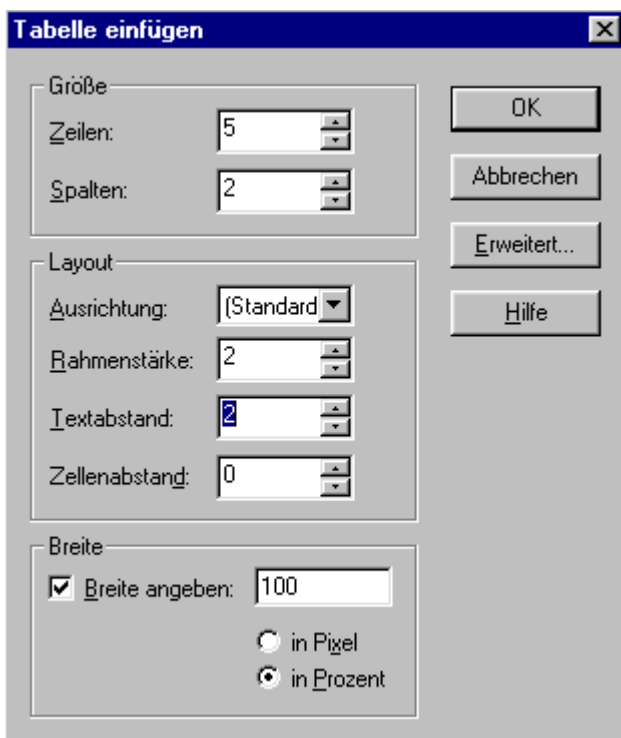 Tabelle einfügen
Größe
Zeilen: 5
Spalten: 2
Layout
Ausrichtung: (Standard
Rahmenstärke: 2
Textabstand: 2
Zellenabstand: 0
Breite
Breite angeben: 100
in Pixel
in Prozent
OK
Abbrechen
Erweitert...
Hilfe